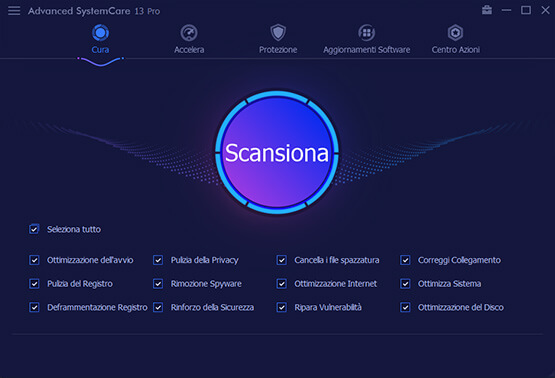 Advanced SystemCare 13 Pro
Cura Accelera Protezione Aggiornamenti Software Centro Azioni
Scansiona
Seleziona tutto
Ottimizzazione dell'avvio Pulizia della Privacy Cancella i file spazzatura Correggi Collegamento
Pulizia del Registro Rimozione Spyware Ottimizzazione Internet Ottimizza Sistema
Deframmentazione Registro Rinforzo della Sicurezza Ripara Vulnerabilità Ottimizzazione del Disco